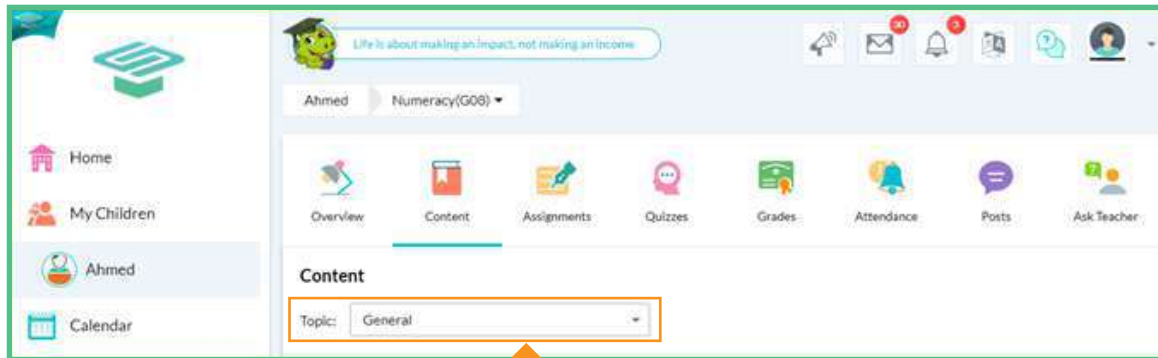 Life is about making an impact, not making an income
30
3
Ahmed
Numeracy(G08)
Home
My Children
Ahmed
Calendar
Overview
Content
Assignments
Quizzes
Grades
Attendance
Posts
Ask Teacher
Content
Topic: General